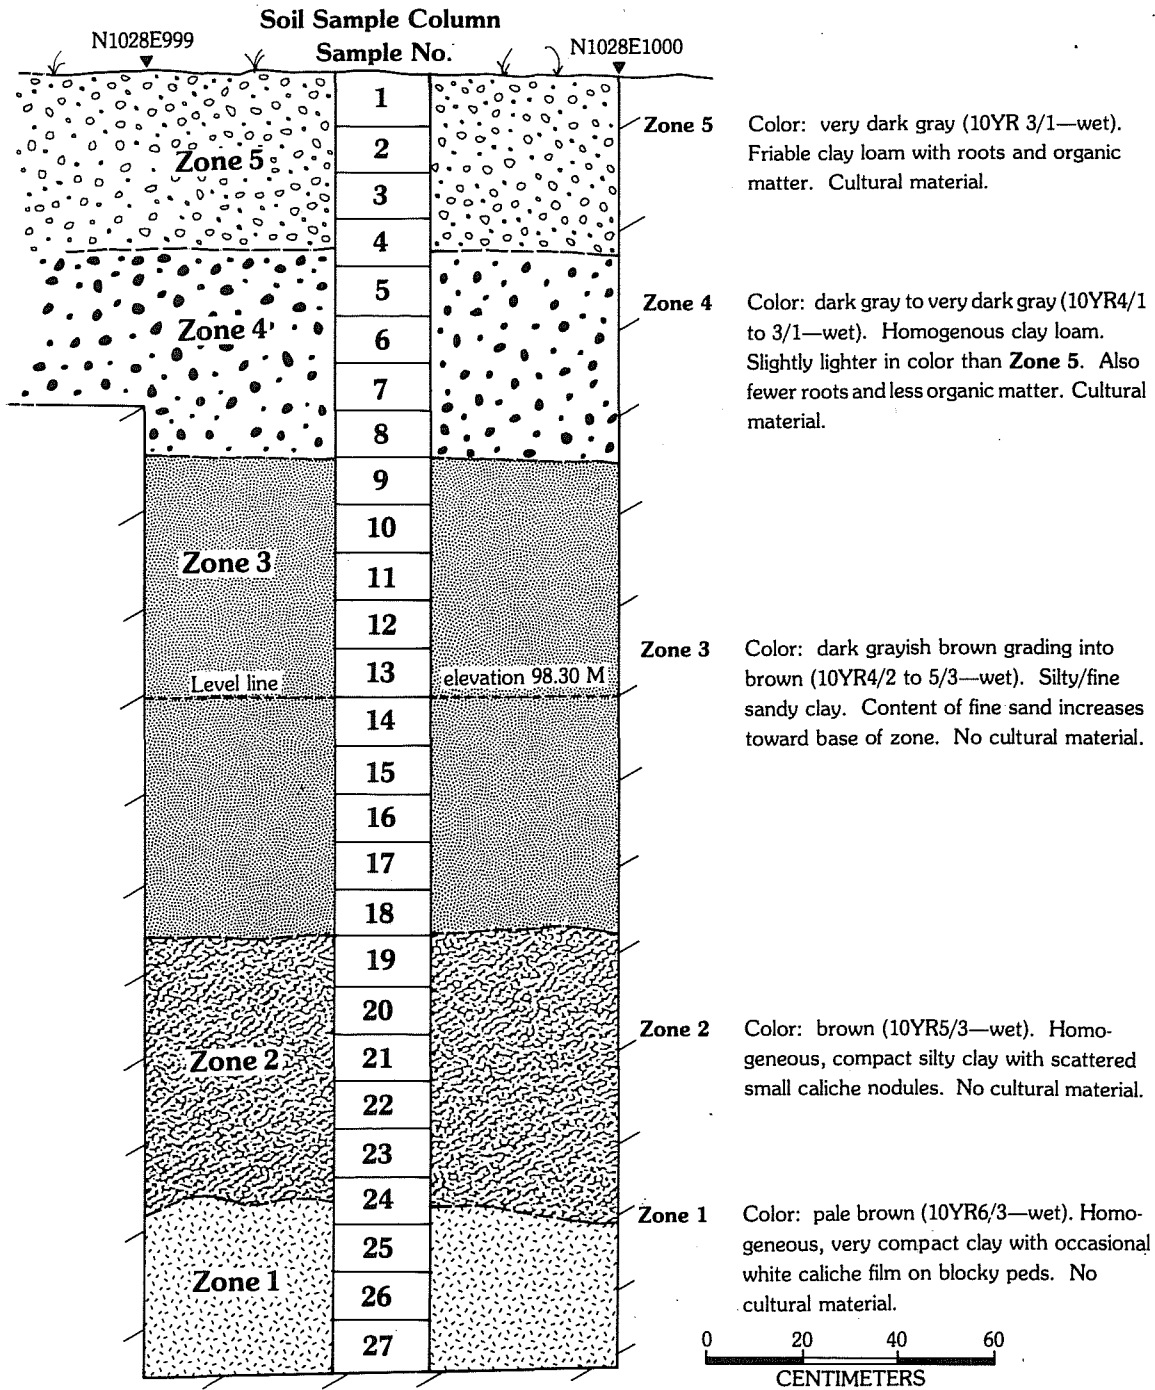 Soil Sample Column
N1028E999
Sample No.
N1028E1000
1
2
3
4
5
6
7
8
9
10
11
12
13
14
15
16
17
18
19
20
21
22
23
24
25
26
27
Zone 5
Zone 4
Zone 3
Level line
elevation 98.30 M
Zone 2
Zone 1
Zone 5 Color: very dark gray (10YR 3/1—wet).
Friable clay loam with roots and organic
matter. Cultural material.
Zone 4 Color: dark gray to very dark gray (10YR4/1
to 3/1—wet). Homogenous clay loam.
Slightly lighter in color than Zone 5. Also
fewer roots and less organic matter. Cultural
material.
Zone 3 Color: dark grayish brown grading into
brown (10YR4/2 to 5/3—wet). Silty/fine
sandy clay. Content of fine sand increases
toward base of zone. No cultural material.
Zone 2 Color: brown (10YR5/3—wet). Homo-
geneous, compact silty clay with scattered
small caliche nodules. No cultural material.
Zone 1 Color: pale brown (10YR6/3—wet). Homo-
geneous, very compact clay with occasional
white caliche film on blocky peds. No
cultural material.
0 20 40 60
CENTIMETERS